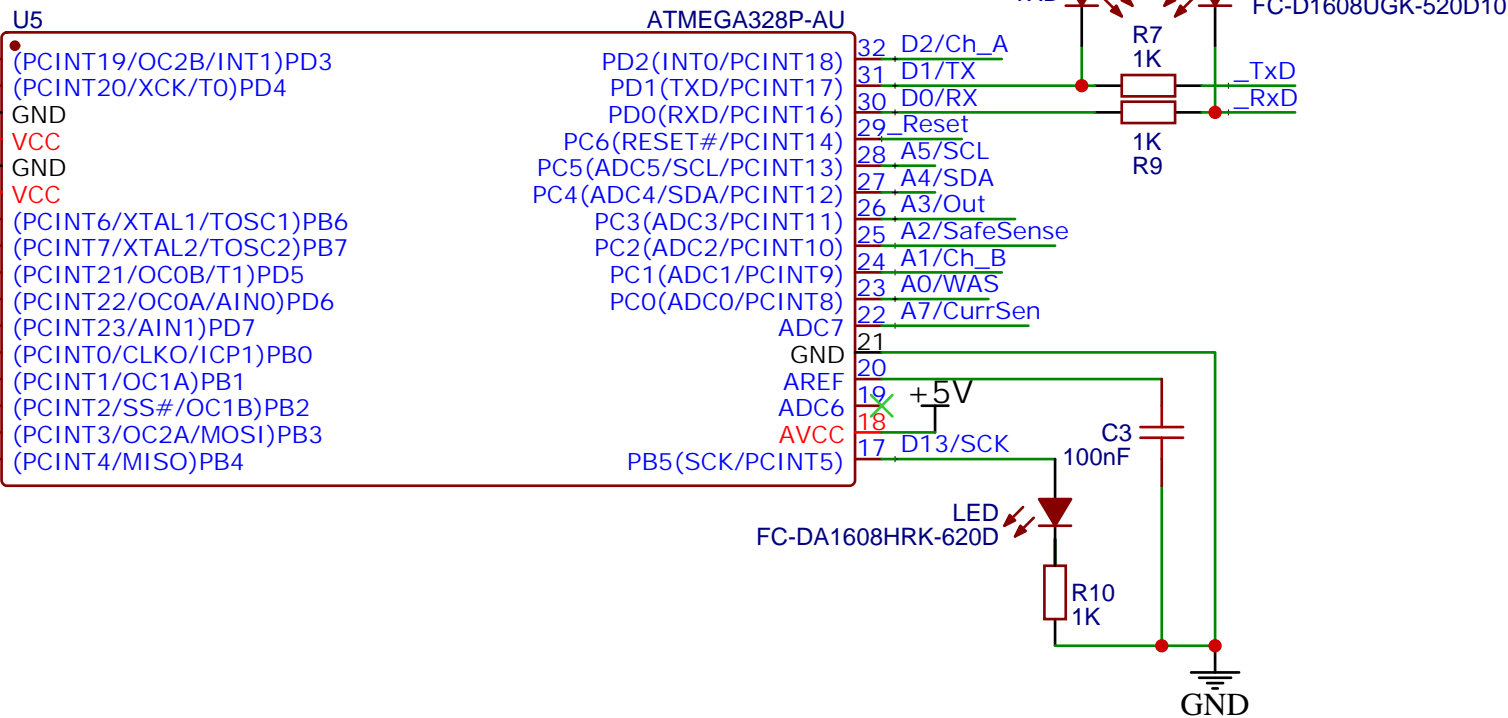 FC-D1608UGK-520D10
U5
ATMEGA328P-AU
(PCINT19/OC2B/INT1)PD3
(PCINT20/XCK/T0)PD4
GND
VCC
GND
VCC
(PCINT6/XTAL1/TOSC1)PB6
(PCINT7/XTAL2/TOSC2)PB7
(PCINT21/OC0B/T1)PD5
(PCINT22/OC0A/AIN0)PD6
(PCINT23/AIN1)PD7
(PCINT0/CLKO/ICP1)PB0
(PCINT1/OC1A)PB1
(PCINT2/SS#/OC1B)PB2
(PCINT3/OC2A/MOSI)PB3
(PCINT4/MISO)PB4
PD2(INT0/PCINT18) 32 D2/Ch_A
PD1(TXD/PCINT17) 31 D1/TX
PD0(RXD/PCINT16) 30 D0/RX
PC6(RESET#/PCINT14) 29 _Reset
PC5(ADC5/SCL/PCINT13) 28 A5/SCL
PC4(ADC4/SDA/PCINT12) 27 A4/SDA
PC3(ADC3/PCINT11) 26 A3/Out
PC2(ADC2/PCINT10) 25 A2/SafeSense
PC1(ADC1/PCINT9) 24 A1/Ch_B
PC0(ADC0/PCINT8) 23 A0/WAS
ADC7 22 A7/CurrSen
GND 21
AREF 20
ADC6 19
AVCC 18
PB5(SCK/PCINT5) 17 D13/SCK
+5V
R7
1K
_TxD
_RxD
1K
R9
C3
100nF
LED
FC-DA1608HRK-620D
R10
1K
GND